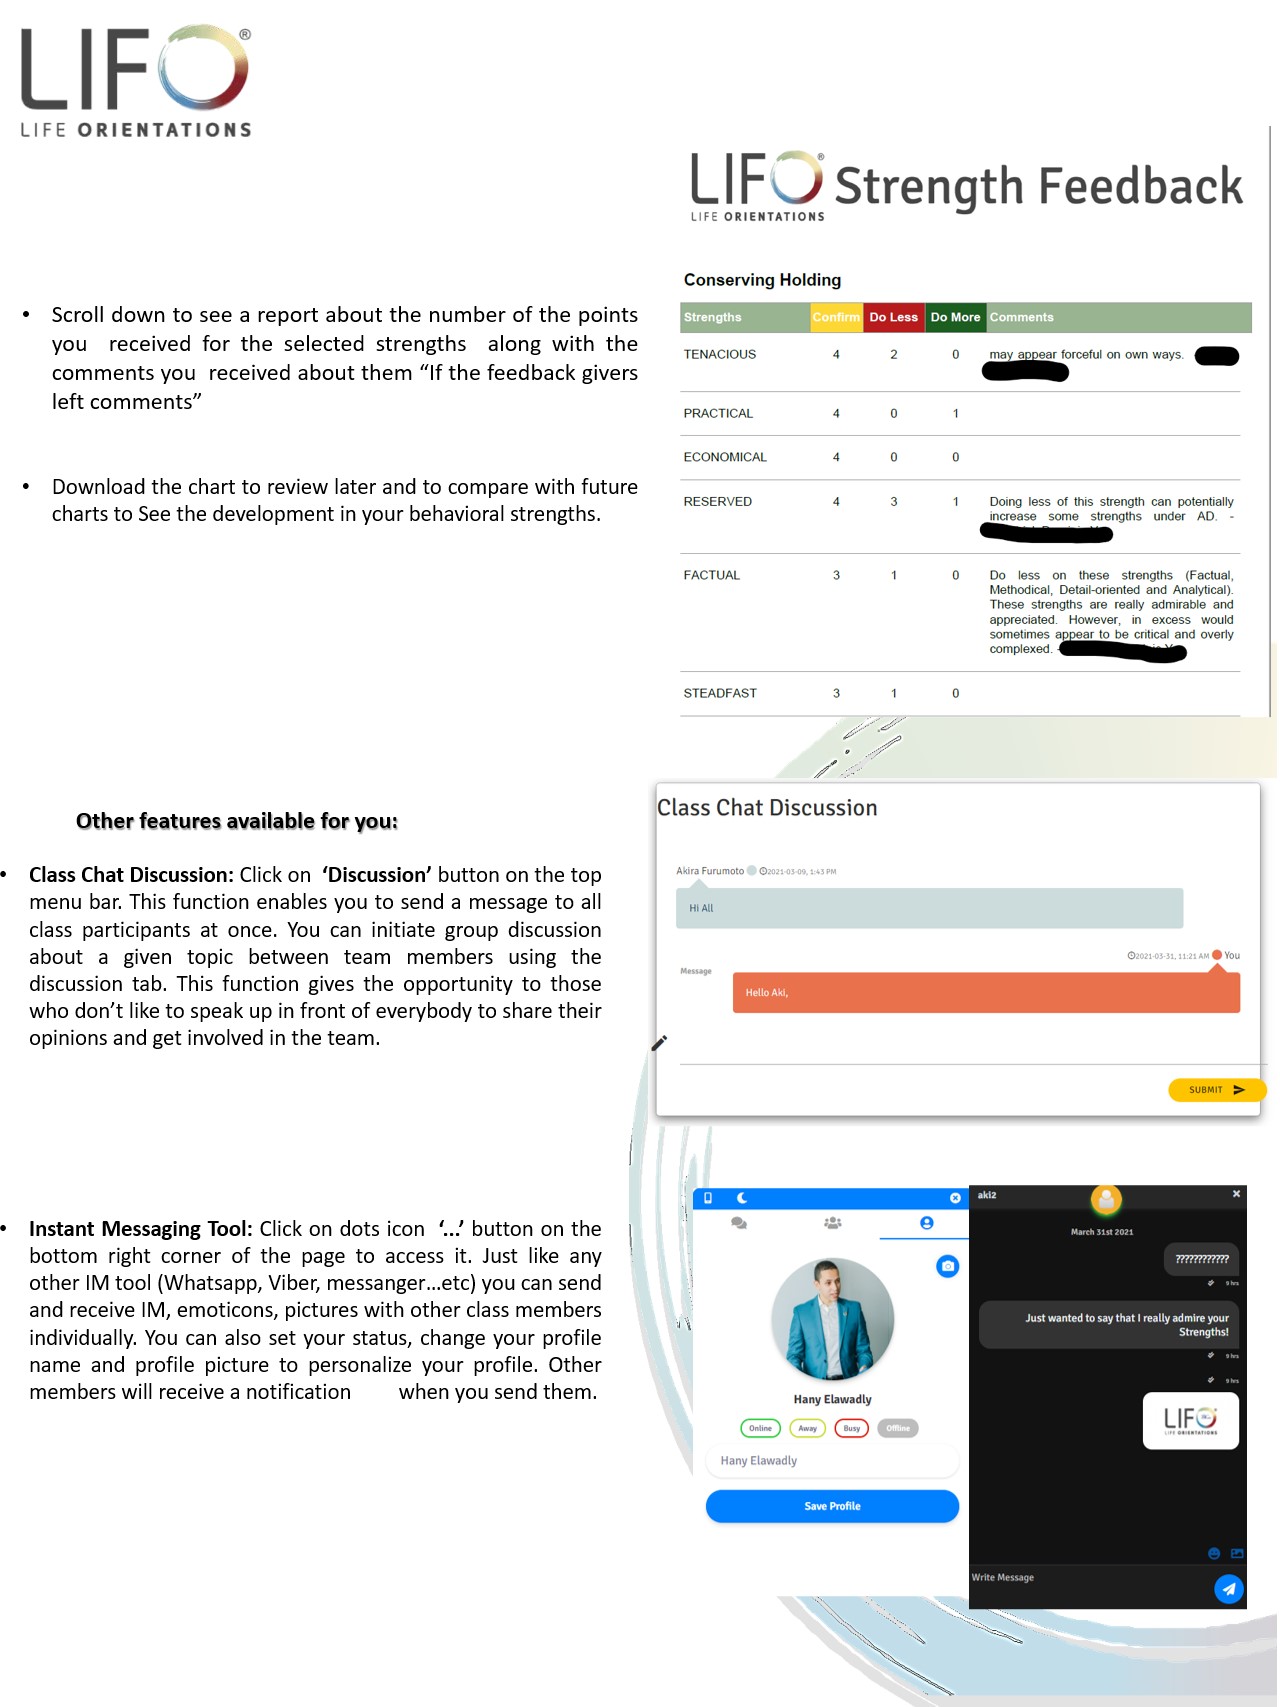 LIFO®
LIFE ORIENTATIONS
LIFO® Strength Feedback
LIFE ORIENTATIONS
• Scroll down to see a report about the number of the points
you received for the selected strengths along with the
comments you received about them “If the feedback givers
left comments”
• Download the chart to review later and to compare with future
charts to See the development in your behavioral strengths.
Conserving Holding
Strengths Confirm Do Less Do More Comments
TENACIOUS 4 2 0 may appear forceful on own ways.
PRACTICAL 4 0 1
ECONOMICAL 4 0 0
RESERVED 4 3 1 Doing less of this strength can potentially
increase some strengths under AD. -
FACTUAL 3 1 0 Do less on these strengths (Factual,
Methodical, Detail-oriented and Analytical).
These strengths are really admirable and
appreciated. However, in excess would
sometimes appear to be critical and overly
complexed. -
STEADFAST 3 1 0
Other features available for you:
• Class Chat Discussion: Click on ‘Discussion’ button on the top
menu bar. This function enables you to send a message to all
class participants at once. You can initiate group discussion
about a given topic between team members using the
discussion tab. This function gives the opportunity to those
who don’t like to speak up in front of everybody to share their
opinions and get involved in the team.
Class Chat Discussion
Akira Furumoto 2021-03-09, 1:43 PM
Hi All
2021-03-31, 11:21 AM You
Message
Hello Aki,
SUBMIT
• Instant Messaging Tool: Click on dots icon ‘...’ button on the
bottom right corner of the page to access it. Just like any
other IM tool (Whatsapp, Viber, messanger...etc) you can send
and receive IM, emoticons, pictures with other class members
individually. You can also set your status, change your profile
name and profile picture to personalize your profile. Other
members will receive a notification when you send them.
Hany Elawadly
Online Away Busy Offline
Hany Elawadly
Save Profile
aki2
March 31st 2021
????????????
9 hrs
Just wanted to say that I really admire your
Strengths!
9 hrs
9 hrs
LIFO
LIFE ORIENTATIONS
Write Message